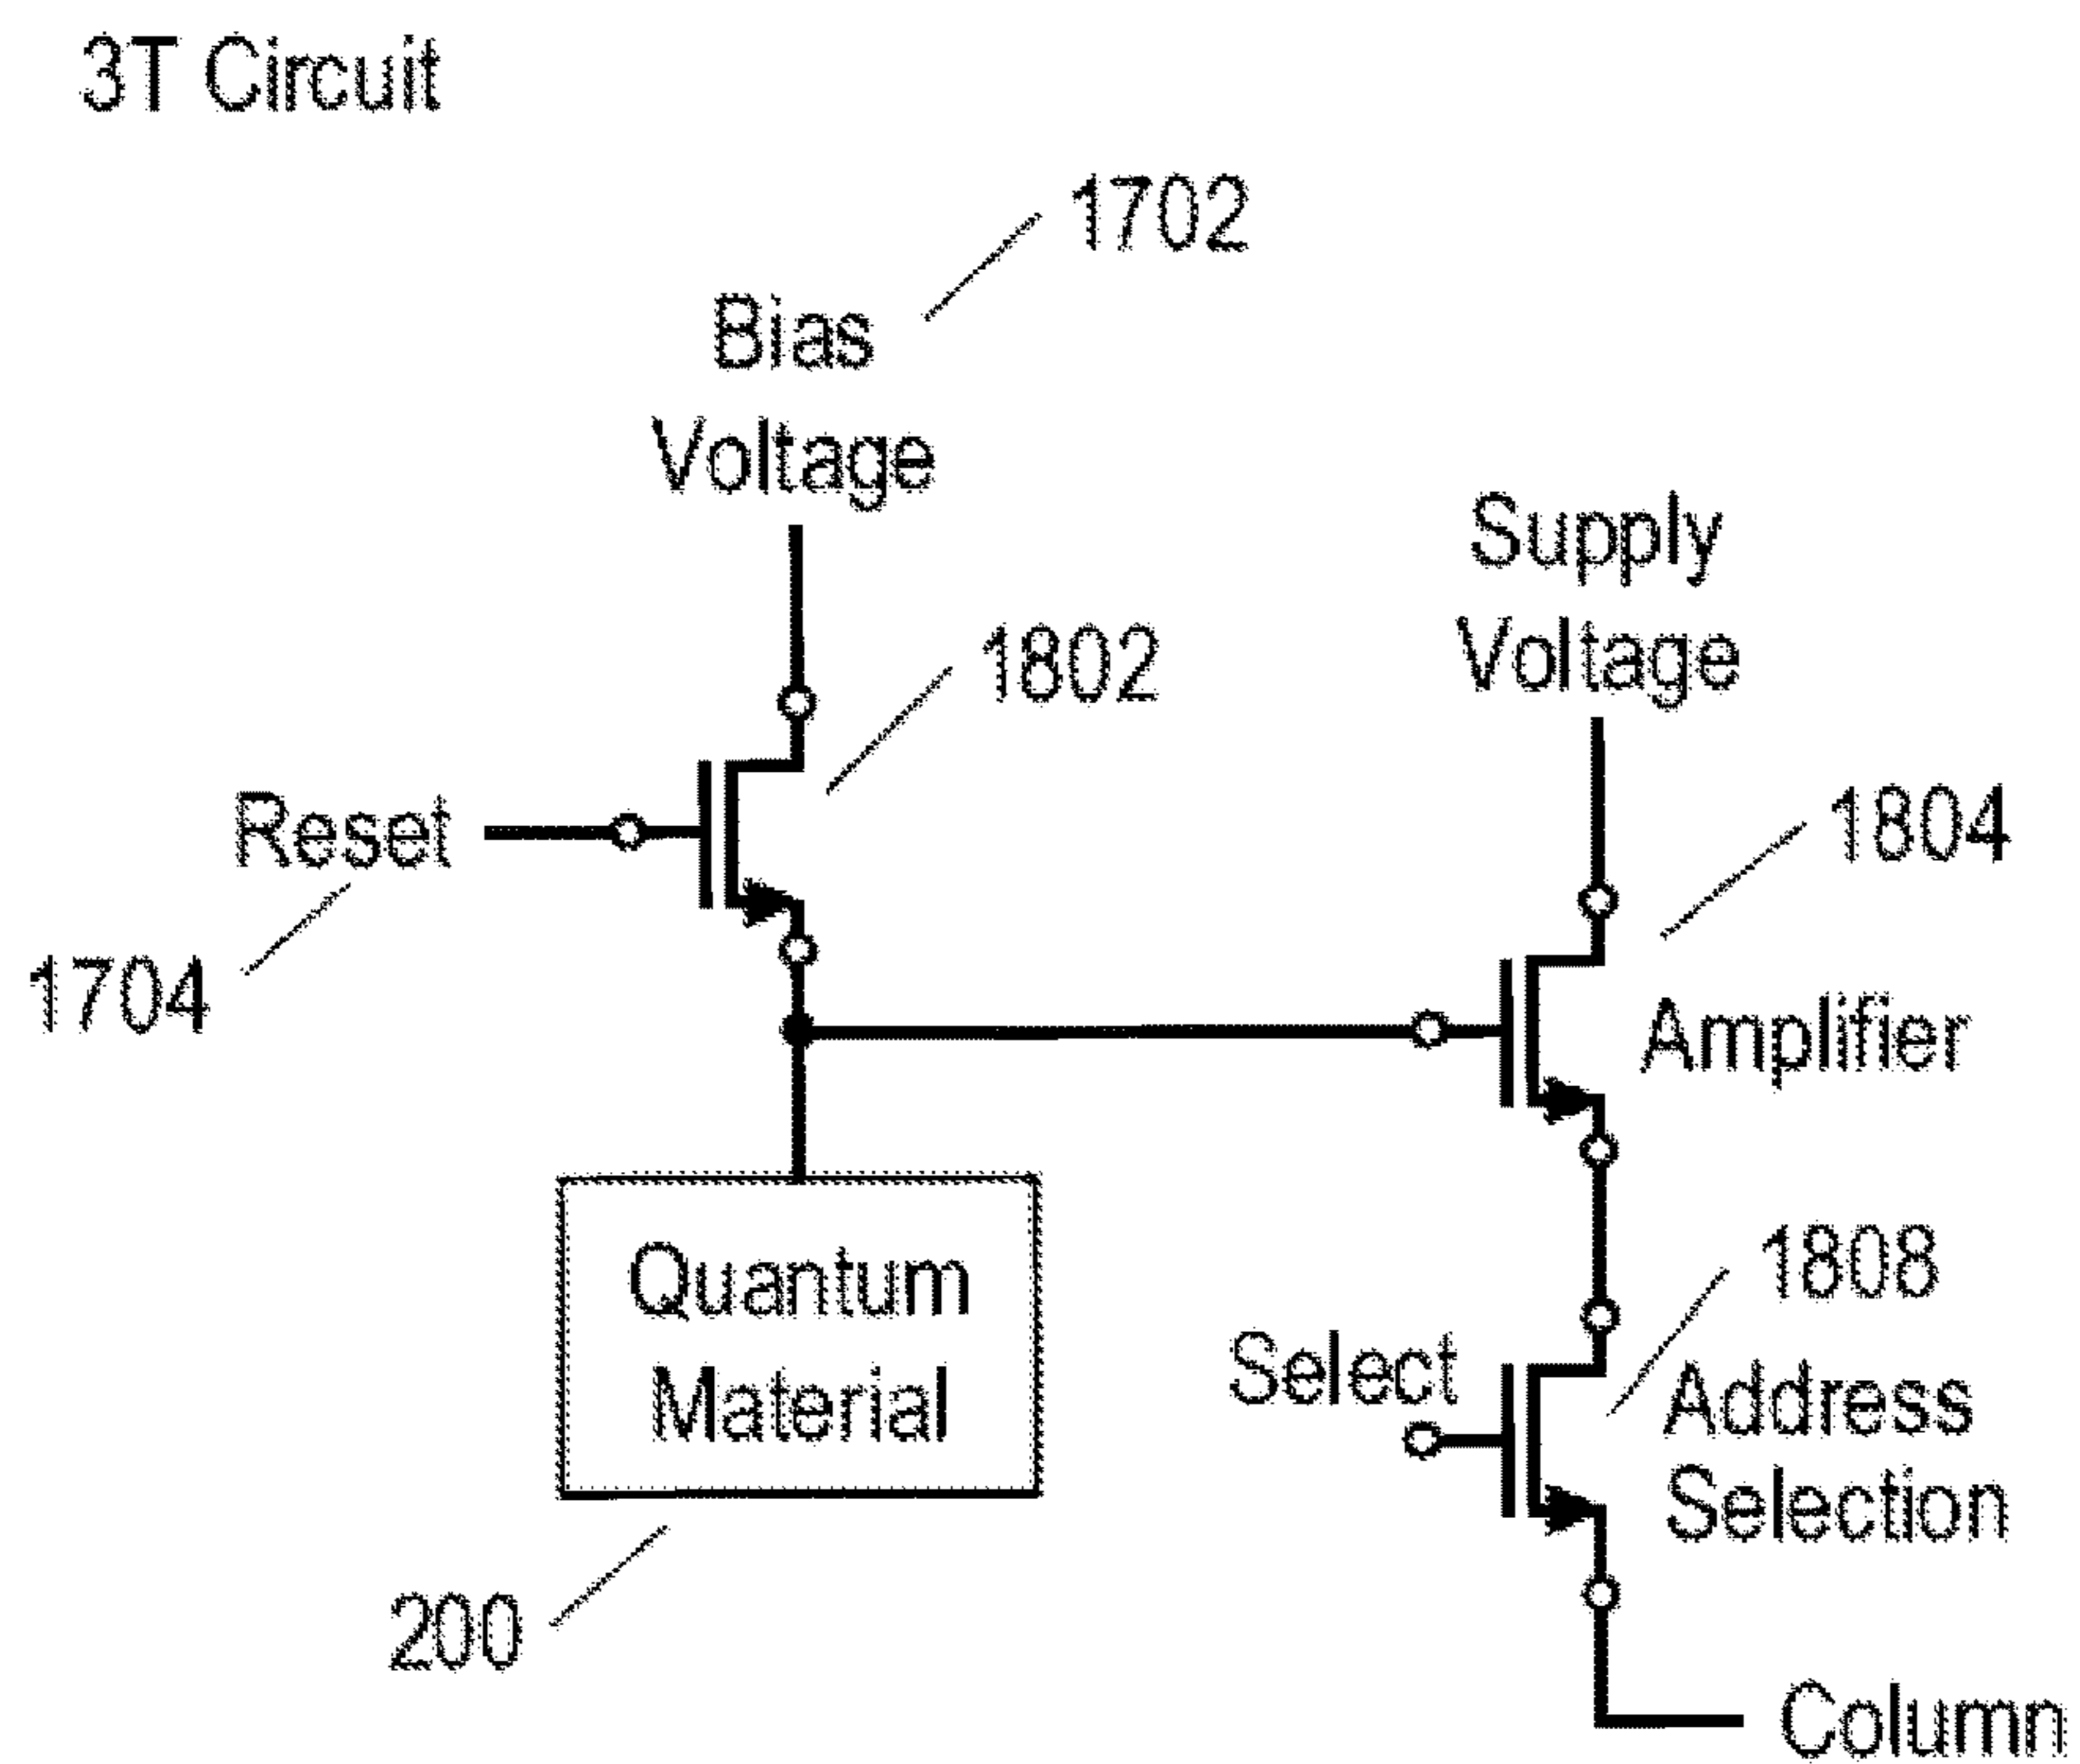 3T Circuit
1702
Bias
Voltage
Supply
Voltage
1802
Reset
1804
1704
Amplifier
Quantum
Material
1808
Select
Address
Selection
200
Column